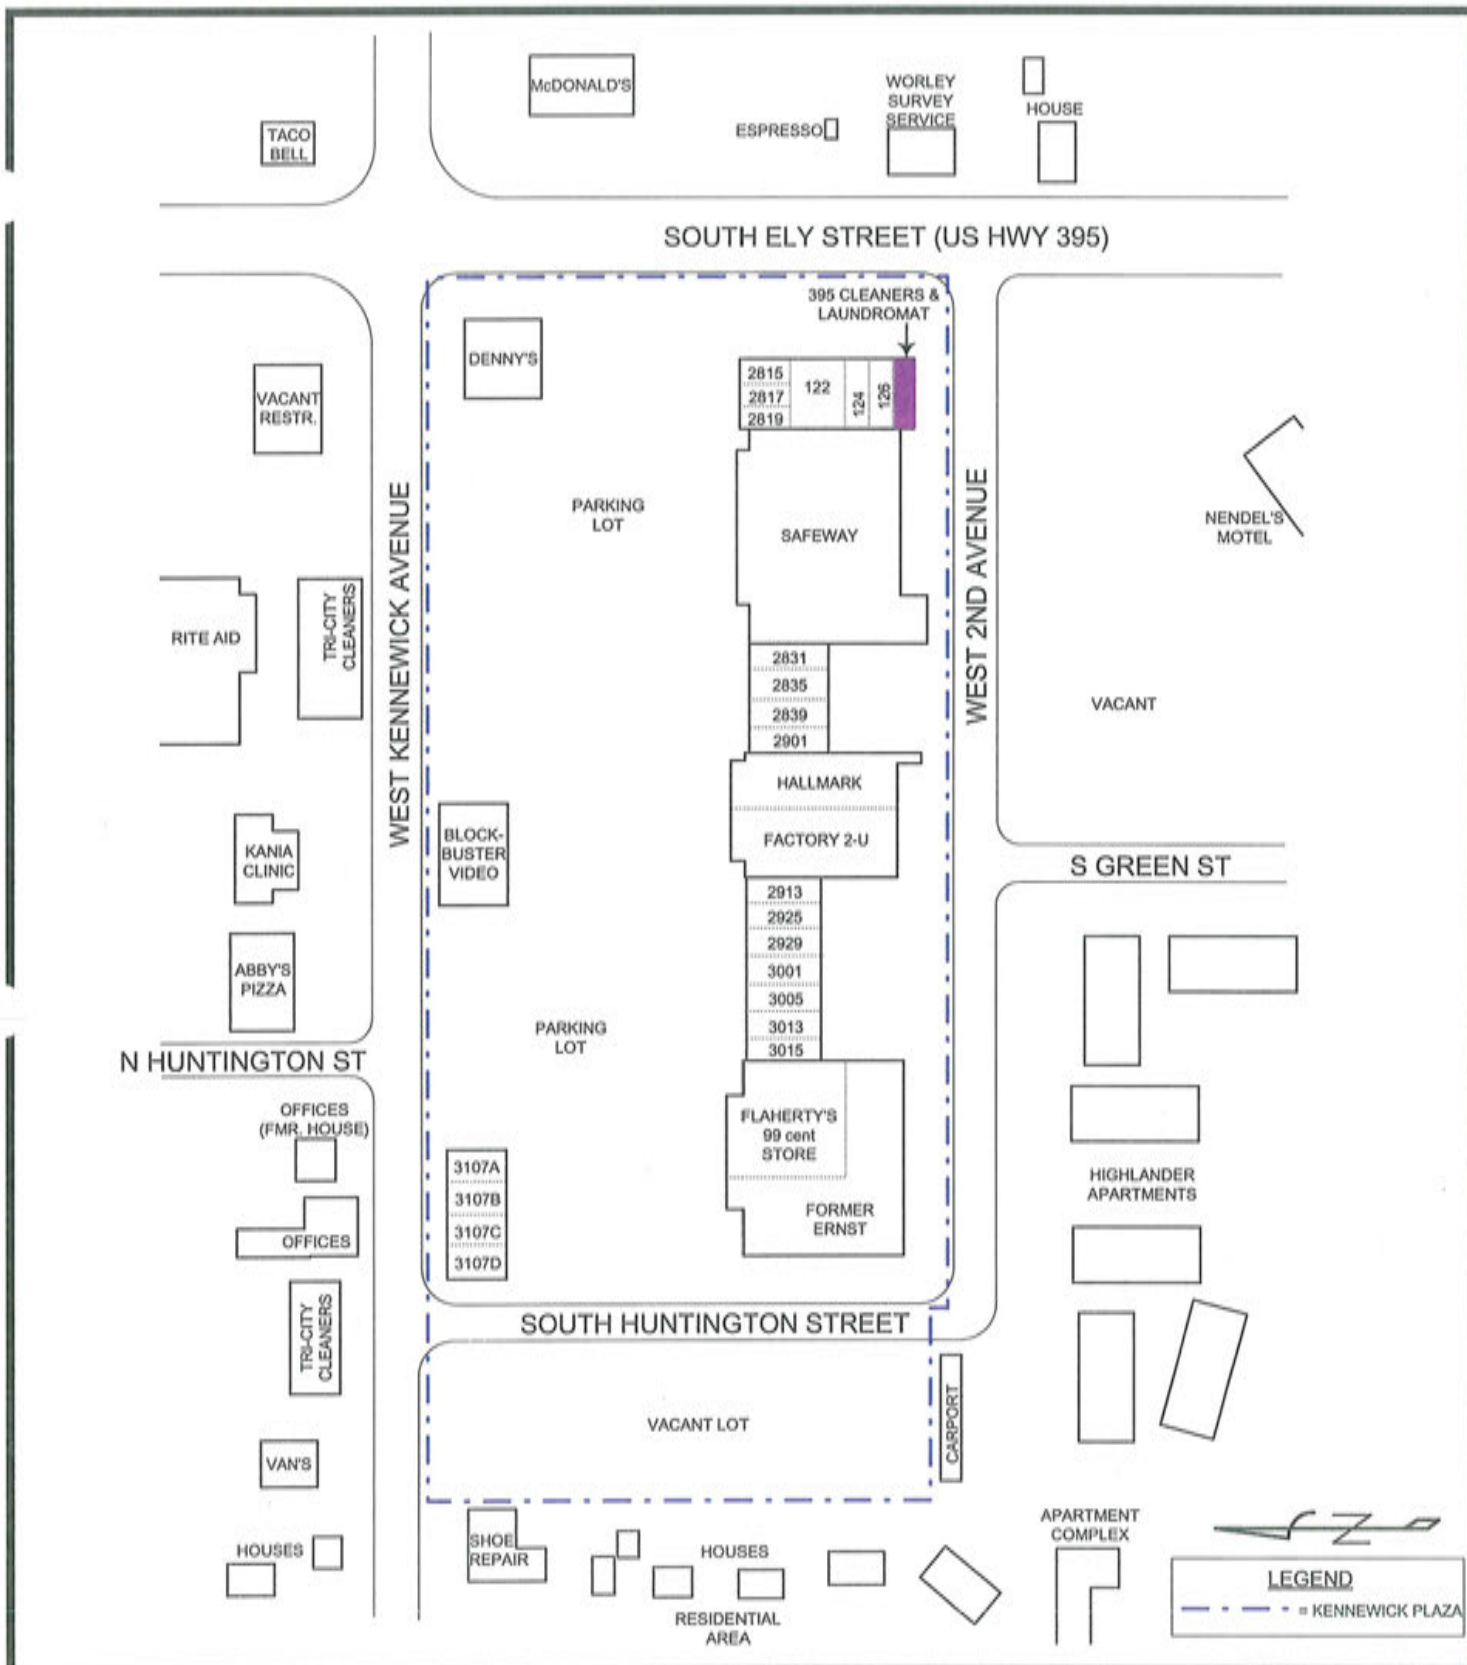 McDONALD'S
WORLEY
SURVEY
SERVICE
HOUSE
ESPRESSO
TACO
BELL
SOUTH ELY STREET (US HWY 395)
395 CLEANERS &
LAUNDROMAT
DENNY'S
2815
2817
2819
122
124
126
VACANT
RESTR.
PARKING
LOT
SAFEWAY
WEST KENNEWICK AVENUE
WEST 2ND AVENUE
NENDEL'S
MOTEL
RITE AID
TRI-CITY
CLEANERS
2831
2835
2839
2901
VACANT
HALLMARK
FACTORY 2-U
BLOCK-
BUSTER
VIDEO
KANIA
CLINIC
S GREEN ST
2913
2925
2929
3001
3005
3013
3015
ABBY'S
PIZZA
PARKING
LOT
N HUNTINGTON ST
OFFICES
(FMR. HOUSE)
FLAHERTY'S
99 cent
STORE
3107A
3107B
3107C
3107D
HIGHLANDER
APARTMENTS
FORMER
ERNST
OFFICES
TRI-CITY
CLEANERS
SOUTH HUNTINGTON STREET
VACANT LOT
CARPORT
VAN'S
HOUSES
SHOE
REPAIR
HOUSES
RESIDENTIAL
AREA
APARTMENT
COMPLEX
N
LEGEND
= KENNEWICK PLAZA